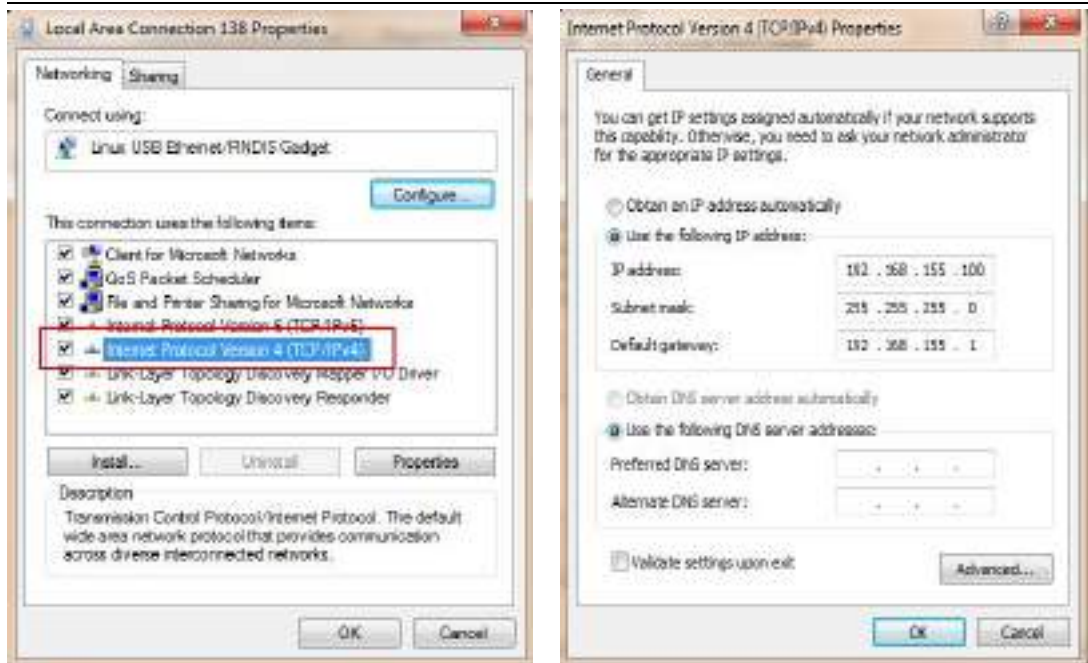 Local Area Connection 138 Properties
Networking
Sharing
Connect using:
Linux USB Ethernet/RNDIS Gadget
Configure...
This connection uses the following items:
Client for Microsoft Networks
QoS Packet Scheduler
File and Printer Sharing for Microsoft Networks
Internet Protocol Version 6 (TCP/IPv6)
Internet Protocol Version 4 (TCP/IPv4)
Link-Layer Topology Discovery Mapper I/O Driver
Link-Layer Topology Discovery Responder
Install...
Uninstall
Properties
Description
Transmission Control Protocol/Internet Protocol. The default
wide area network protocol that provides communication
across diverse interconnected networks.
OK
Cancel
Internet Protocol Version 4 (TCP/IPv4) Properties
General
You can get IP settings assigned automatically if your network supports
this capability. Otherwise, you need to ask your network administrator
for the appropriate IP settings.
Obtain an IP address automatically
Use the following IP address:
IP address:
192 . 168 . 155 . 100
Subnet mask:
255 . 255 . 255 . 0
Default gateway:
192 . 168 . 155 . 1
Obtain DNS server address automatically
Use the following DNS server addresses:
Preferred DNS server:
Alternate DNS server:
Validate settings upon exit
Advanced...
OK
Cancel